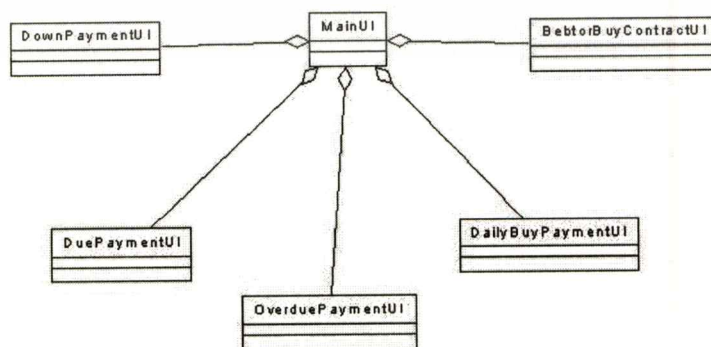 MainUI
DownPaymentUI
BebtorBuyContractUI
DuePaymentUI
DailyBuyPaymentUI
OverduePaymentUI